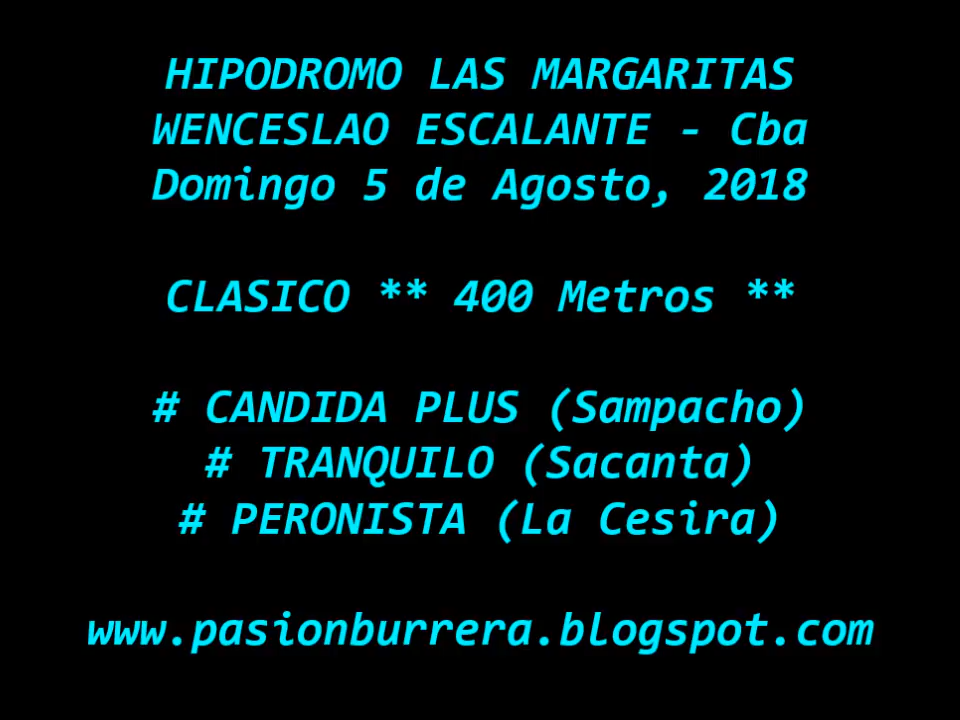 HIPODROMO LAS MARGARITAS
WENCESLAO ESCALANTE - Cba
Domingo 5 de Agosto, 2018
CLASICO ** 400 Metros **
# CANDIDA PLUS (Sampacho)
# TRANQUILO (Sacanta)
# PERONISTA (La Cesira)
www.pasionburrera.blogspot.com